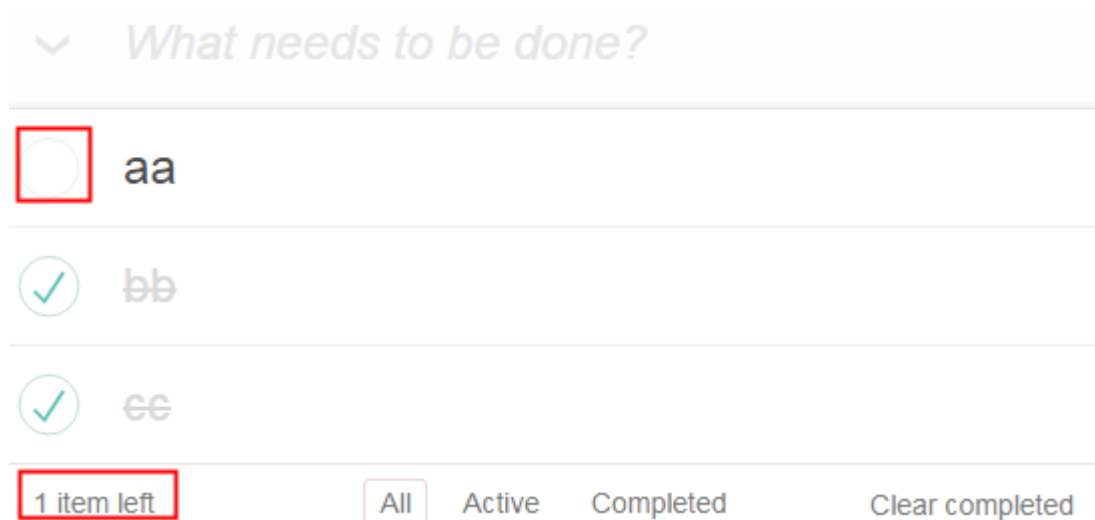 What needs to be done?
aa
bb
cc
1 item left All Active Completed Clear completed